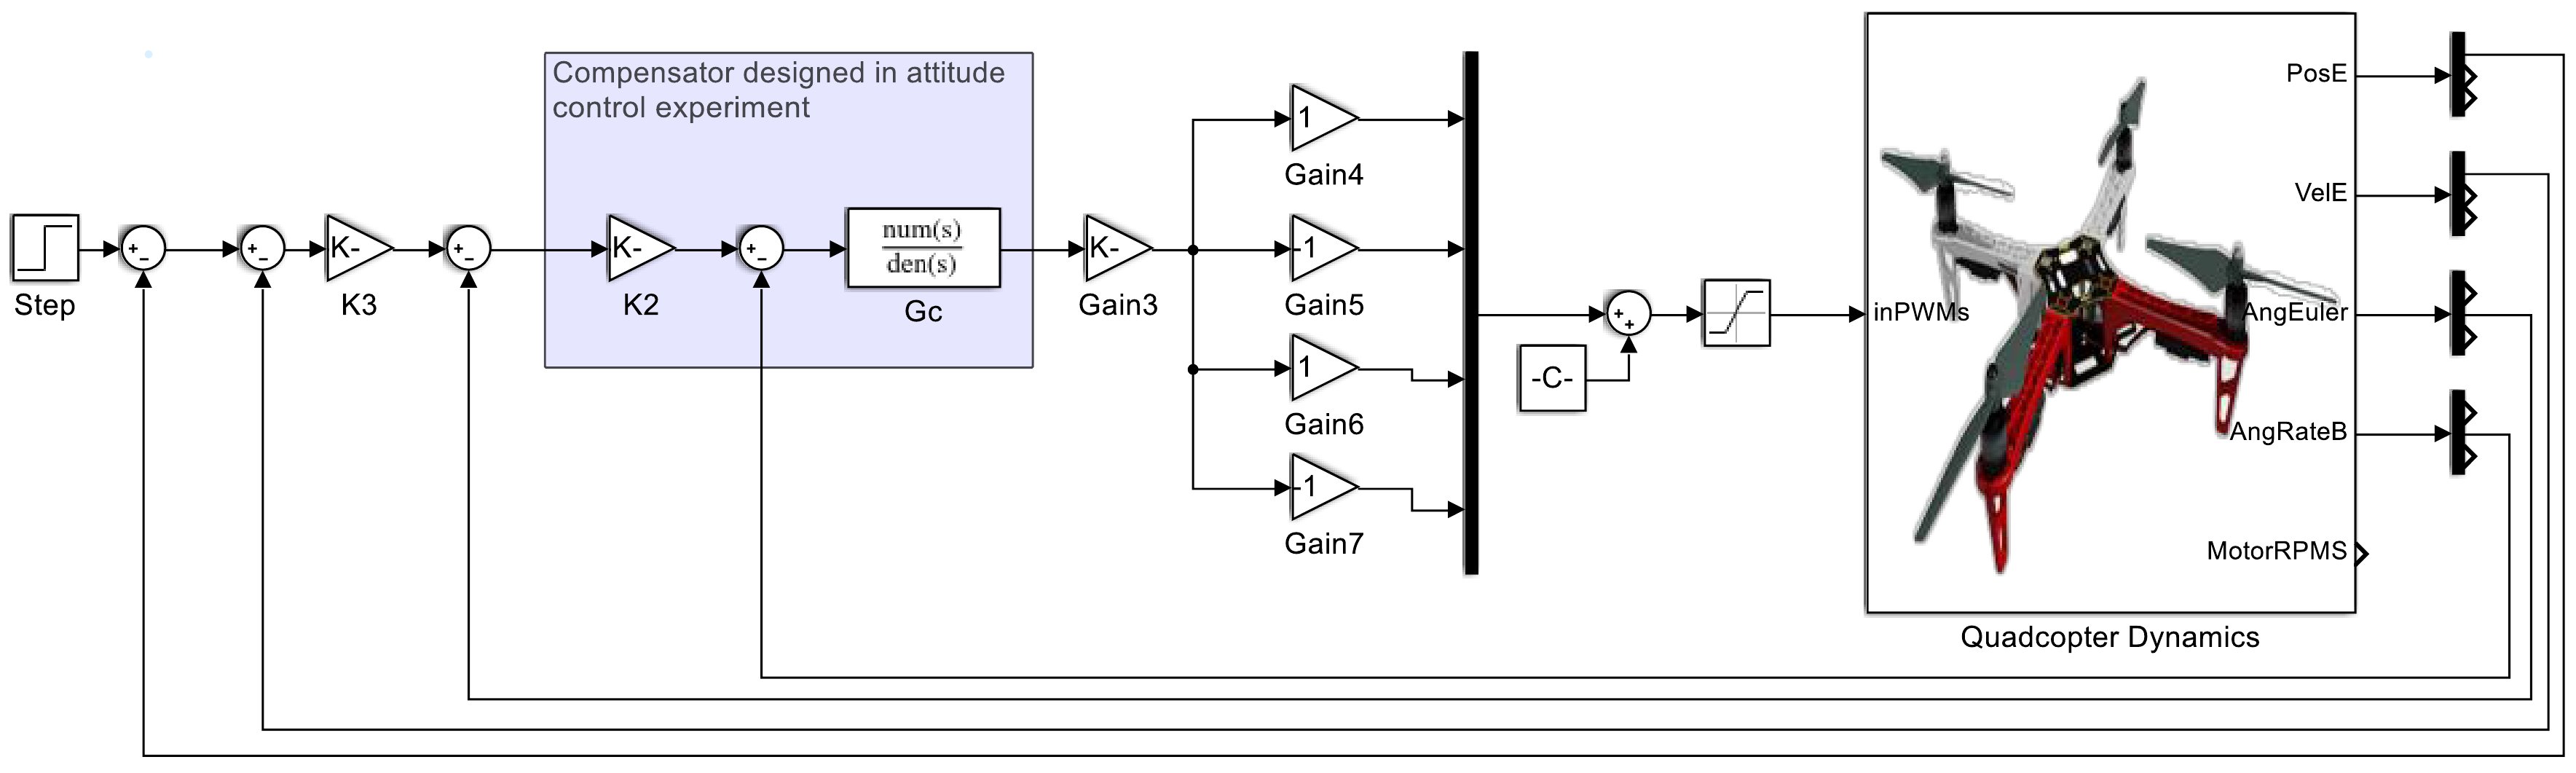 Compensator designed in attitude
control experiment
Step
+
−
+
−
K-
K3
+
−
K-
K2
+
−
num(s)
den(s)
Gc
K-
Gain3
1
Gain4
-1
Gain5
1
Gain6
-1
Gain7
+
+
-C-
inPWMs
PosE
VelE
AngEuler
AngRateB
MotorRPMS
Quadcopter Dynamics